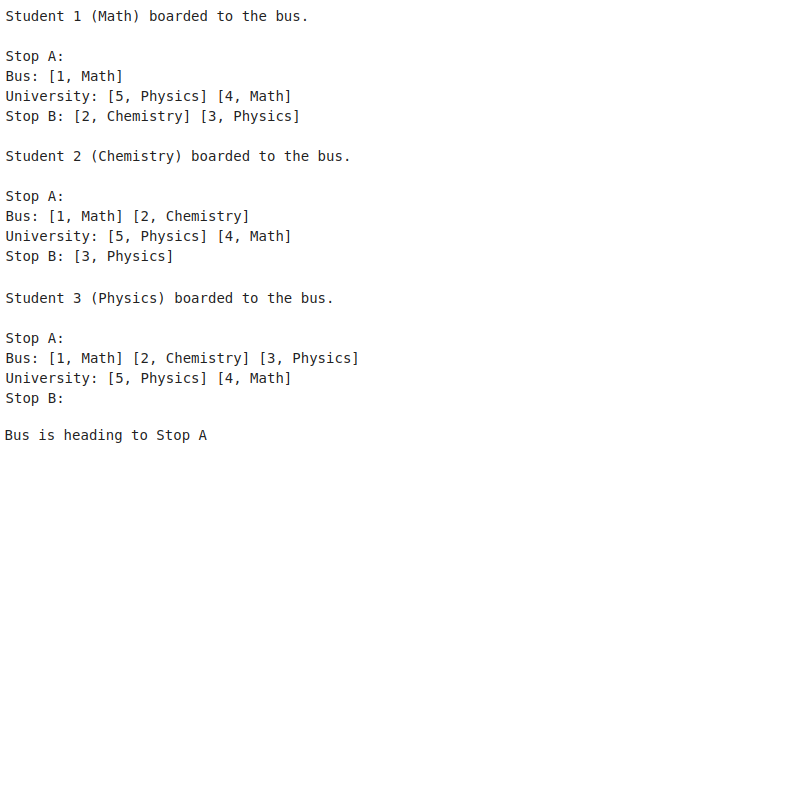 Student 1 (Math) boarded to the bus.
Stop A:
Bus: [1, Math]
University: [5, Physics] [4, Math]
Stop B: [2, Chemistry] [3, Physics]
Student 2 (Chemistry) boarded to the bus.
Stop A:
Bus: [1, Math] [2, Chemistry]
University: [5, Physics] [4, Math]
Stop B: [3, Physics]
Student 3 (Physics) boarded to the bus.
Stop A:
Bus: [1, Math] [2, Chemistry] [3, Physics]
University: [5, Physics] [4, Math]
Stop B:
Bus is heading to Stop A